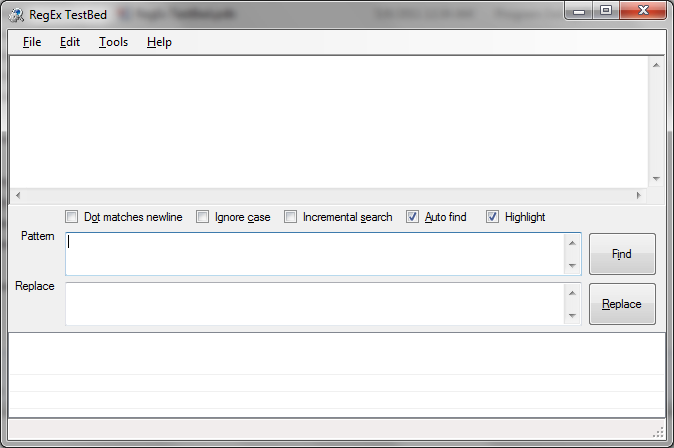 RegEx TestBed
File Edit Tools Help
Dot matches newline Ignore case Incremental search Auto find Highlight
Pattern
Find
Replace
Replace